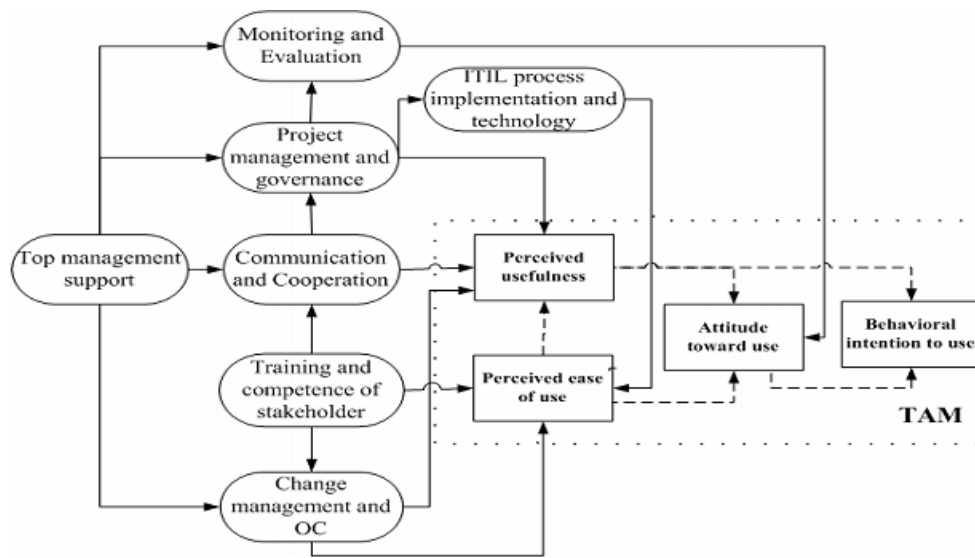 Monitoring and
Evaluation
ITIL process
implementation and
technology
Project
management and
governance
Top management
support
Communication
and Cooperation
Perceived
usefulness
Attitude
toward use
Behavioral
intention to use
Training and
competence of
stakeholder
Perceived ease
of use
TAM
Change
management and
OC